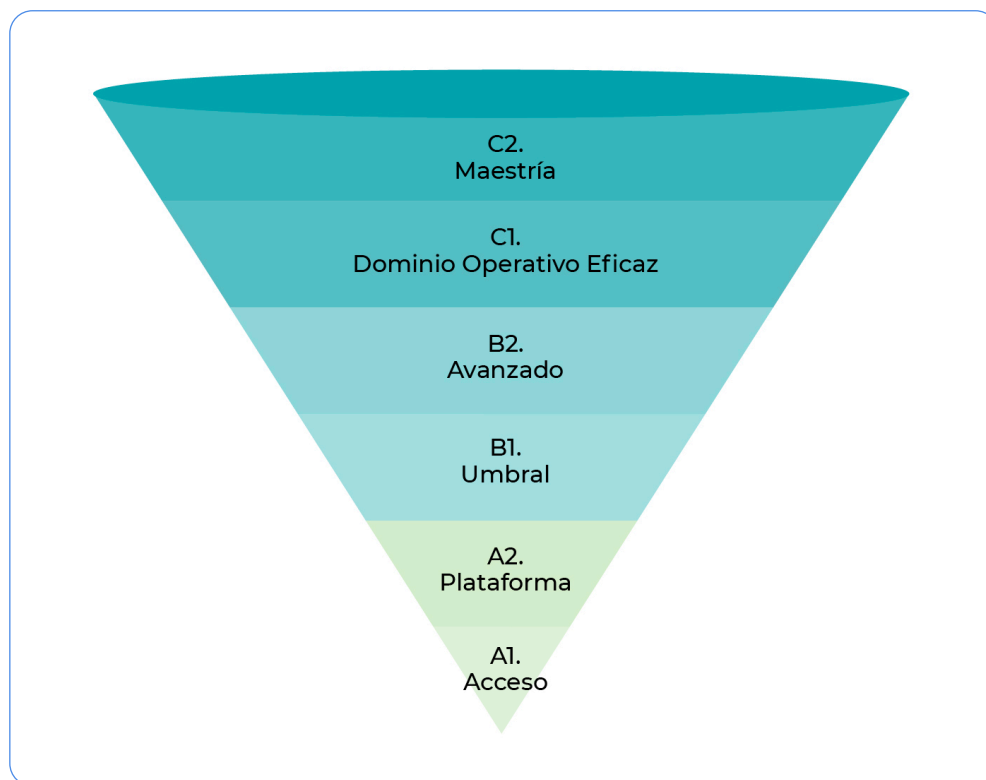 C2.
Maestría
C1.
Dominio Operativo Eficaz
B2.
Avanzado
B1.
Umbral
A2.
Plataforma
A1.
Acceso